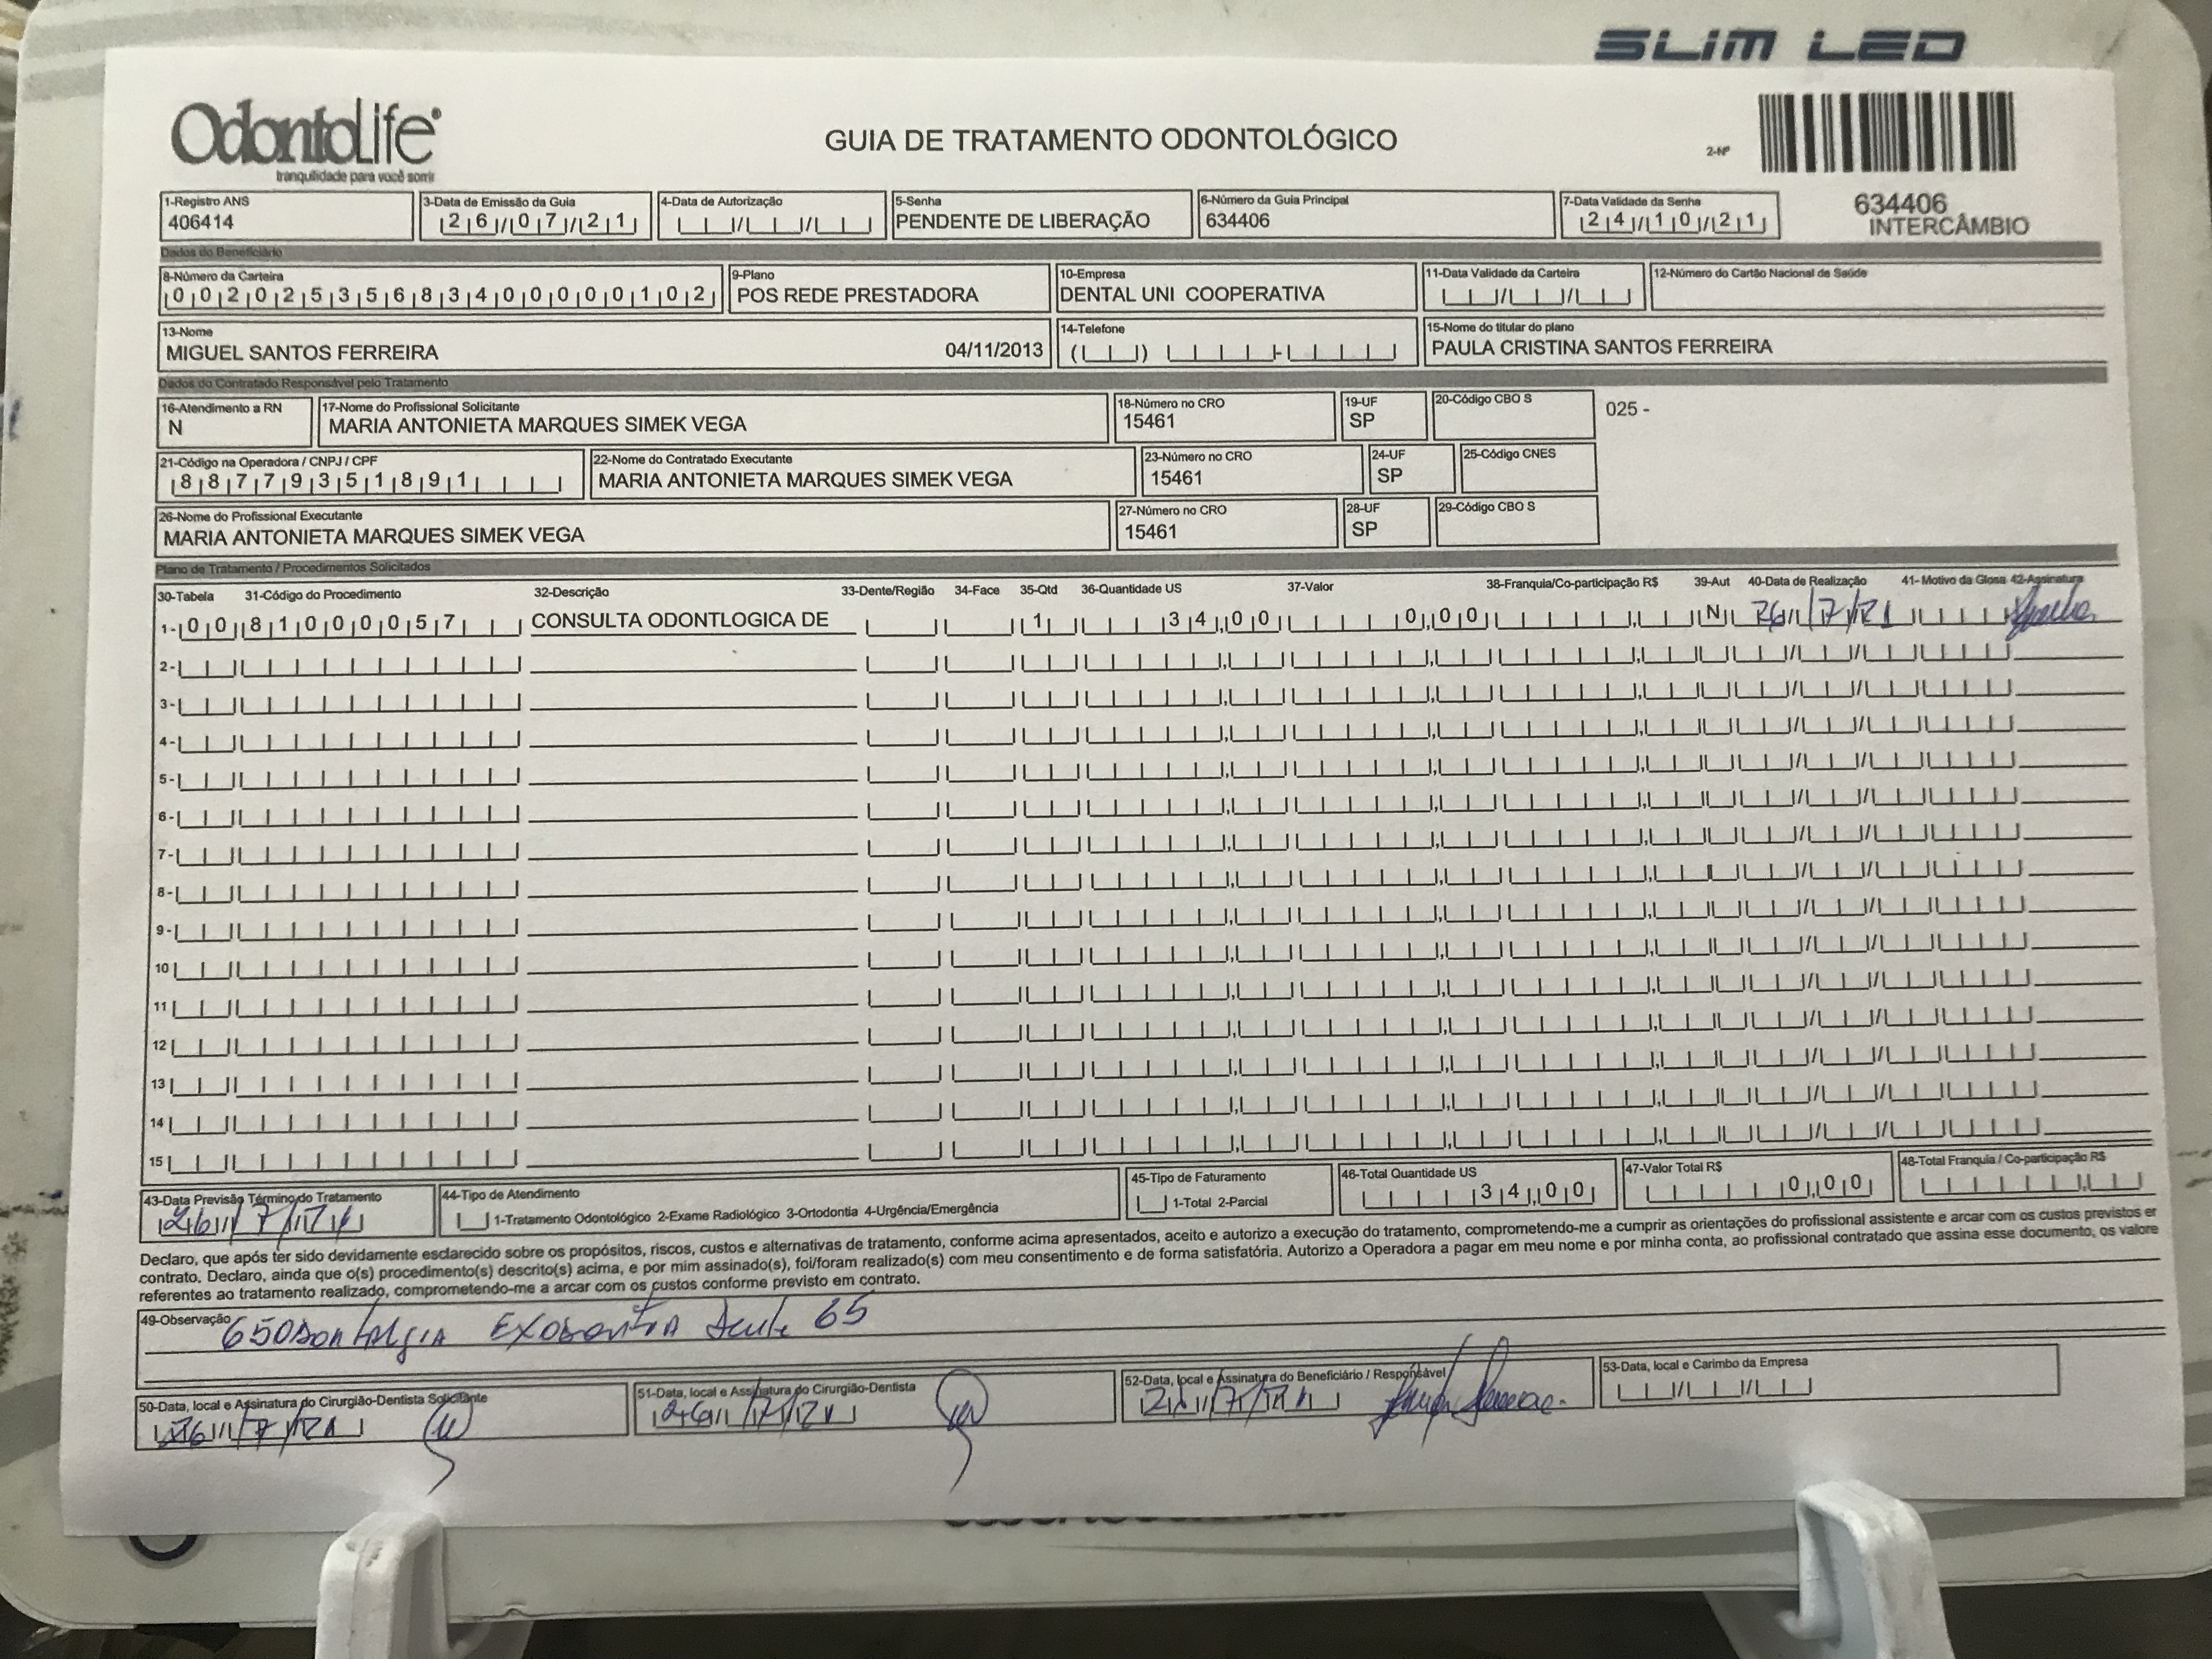 SLIM LED
OdontoLife®
tranquilidade para você sorrir
GUIA DE TRATAMENTO ODONTOLÓGICO
2-Nº
634406
INTERCÂMBIO
1-Registro ANS
406414
3-Data de Emissão da Guia
26/07/21
4-Data de Autorização
5-Senha
PENDENTE DE LIBERAÇÃO
6-Número da Guia Principal
634406
7-Data Validade da Senha
24/10/21
Dados do Beneficiário
8-Número da Carteira
00202535683400000102
9-Plano
POS REDE PRESTADORA
10-Empresa
DENTAL UNI COOPERATIVA
11-Data Validade da Carteira
12-Número do Cartão Nacional de Saúde
13-Nome
MIGUEL SANTOS FERREIRA 04/11/2013
14-Telefone
15-Nome do titular do plano
PAULA CRISTINA SANTOS FERREIRA
Dados do Contratado Responsável pelo Tratamento
16-Atendimento a RN
N
17-Nome do Profissional Solicitante
MARIA ANTONIETA MARQUES SIMEK VEGA
18-Número no CRO
15461
19-UF
SP
20-Código CBO S
025 -
21-Código na Operadora / CNPJ / CPF
88779351891
22-Nome do Contratado Executante
MARIA ANTONIETA MARQUES SIMEK VEGA
23-Número no CRO
15461
24-UF
SP
25-Código CNES
26-Nome do Profissional Executante
MARIA ANTONIETA MARQUES SIMEK VEGA
27-Número no CRO
15461
28-UF
SP
29-Código CBO S
Plano de Tratamento / Procedimentos Solicitados
30-Tabela 31-Código do Procedimento 32-Descrição 33-Dente/Região 34-Face 35-Qtd 36-Quantidade US 37-Valor 38-Franquia/Co-participação R$ 39-Aut 40-Data de Realização 41-Motivo da Glosa 42-Assinatura
1- 00 81000057 CONSULTA ODONTLOGICA DE 1 34,00 0,00 N 26/7/21
2-
3-
4-
5-
6-
7-
8-
9-
10
11
12
13
14
15
43-Data Previsão Término do Tratamento
26/7/21
44-Tipo de Atendimento
1-Tratamento Odontológico 2-Exame Radiológico 3-Ortodontia 4-Urgência/Emergência
45-Tipo de Faturamento
1-Total 2-Parcial
46-Total Quantidade US
34,00
47-Valor Total R$
0,00
48-Total Franquia / Co-participação R$
Declaro, que após ter sido devidamente esclarecido sobre os propósitos, riscos, custos e alternativas de tratamento, conforme acima apresentados, aceito e autorizo a execução do tratamento, comprometendo-me a cumprir as orientações do profissional assistente e arcar com os custos previstos er
contrato. Declaro, ainda que o(s) procedimento(s) descrito(s) acima, e por mim assinado(s), foi/foram realizado(s) com meu consentimento e de forma satisfatória. Autorizo a Operadora a pagar em meu nome e por minha conta, ao profissional contratado que assina esse documento, os valore
referentes ao tratamento realizado, comprometendo-me a arcar com os custos conforme previsto em contrato.
49-Observação
65 Odontalgia Exodontia dente 65
50-Data, local e Assinatura do Cirurgião-Dentista Solicitante
26/7/21
51-Data, local e Assinatura do Cirurgião-Dentista
26/7/21
52-Data, local e Assinatura do Beneficiário / Responsável
53-Data, local e Carimbo da Empresa